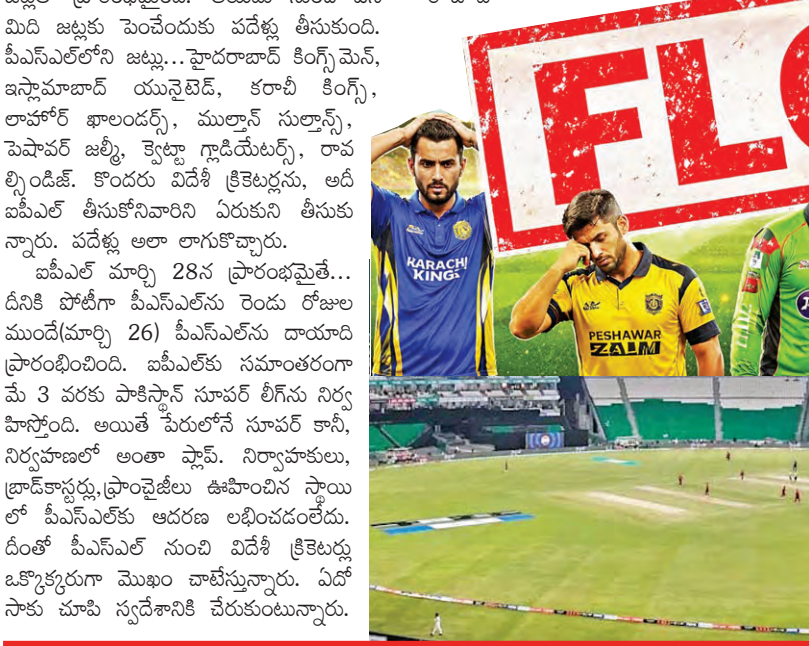 మిది జట్లకు పెంచేందుకు పదేళ్లు తీసుకుంది.
పీఎస్ఎల్‌లోని జట్లు...హైదరాబాద్ కింగ్స్‌మెన్,
ఇస్లామాబాద్ యునైటెడ్, కరాచీ కింగ్స్,
లాహోర్ ఖాలందర్స్, ముల్తాన్ సుల్తాన్స్,
పెషావర్ జల్మీ, క్వెట్టా గ్లాడియేటర్స్, రావ
ల్పిండిజ్. కొందరు విదేశీ క్రికెటర్లను, అదీ
ఐపీఎల్ తీసుకోనివారిని ఏరుకుని తీసుకు
న్నారు. పదేళ్లు అలా లాగుకొచ్చారు.
ఐపీఎల్ మార్చి 28న ప్రారంభమైతే...
దీనికి పోటీగా పీఎస్ఎల్‌ను రెండు రోజుల
ముందే(మార్చి 26) పీఎస్ఎల్‌ను దాయాది
ప్రారంభించింది. ఐపీఎల్‌కు సమాంతరంగా
మే 3 వరకు పాకిస్థాన్ సూపర్ లీగ్‌ను నిర్వ
హిస్తోంది. అయితే పేరులోనే సూపర్ కానీ,
నిర్వహణలో అంతా ప్లాప్. నిర్వాహకులు,
బ్రాడ్‌కాస్టర్లు,ఫ్రాంచైజీలు ఊహించిన స్థాయి
లో పీఎస్ఎల్‌కు ఆదరణ లభించడంలేదు.
దీంతో పీఎస్ఎల్ నుంచి విదేశీ క్రికెటర్లు
ఒక్కొక్కరుగా మొఖం చాటేస్తున్నారు. ఏదో
సాకు చూపి స్వదేశానికి చేరుకుంటున్నారు.
FL
KARACHI
KINGS
PESHAWAR
ZALMI